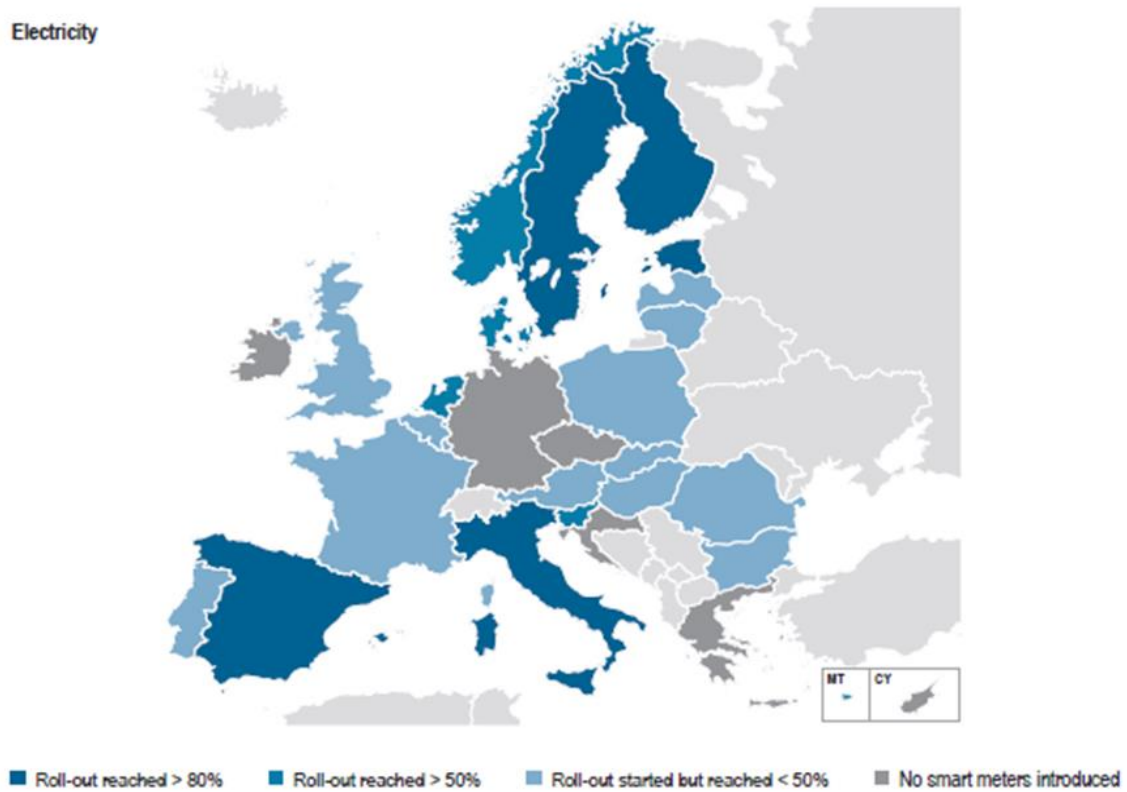 Electricity
MT
CY
Roll-out reached > 80%
Roll-out reached > 50%
Roll-out started but reached < 50%
No smart meters introduced